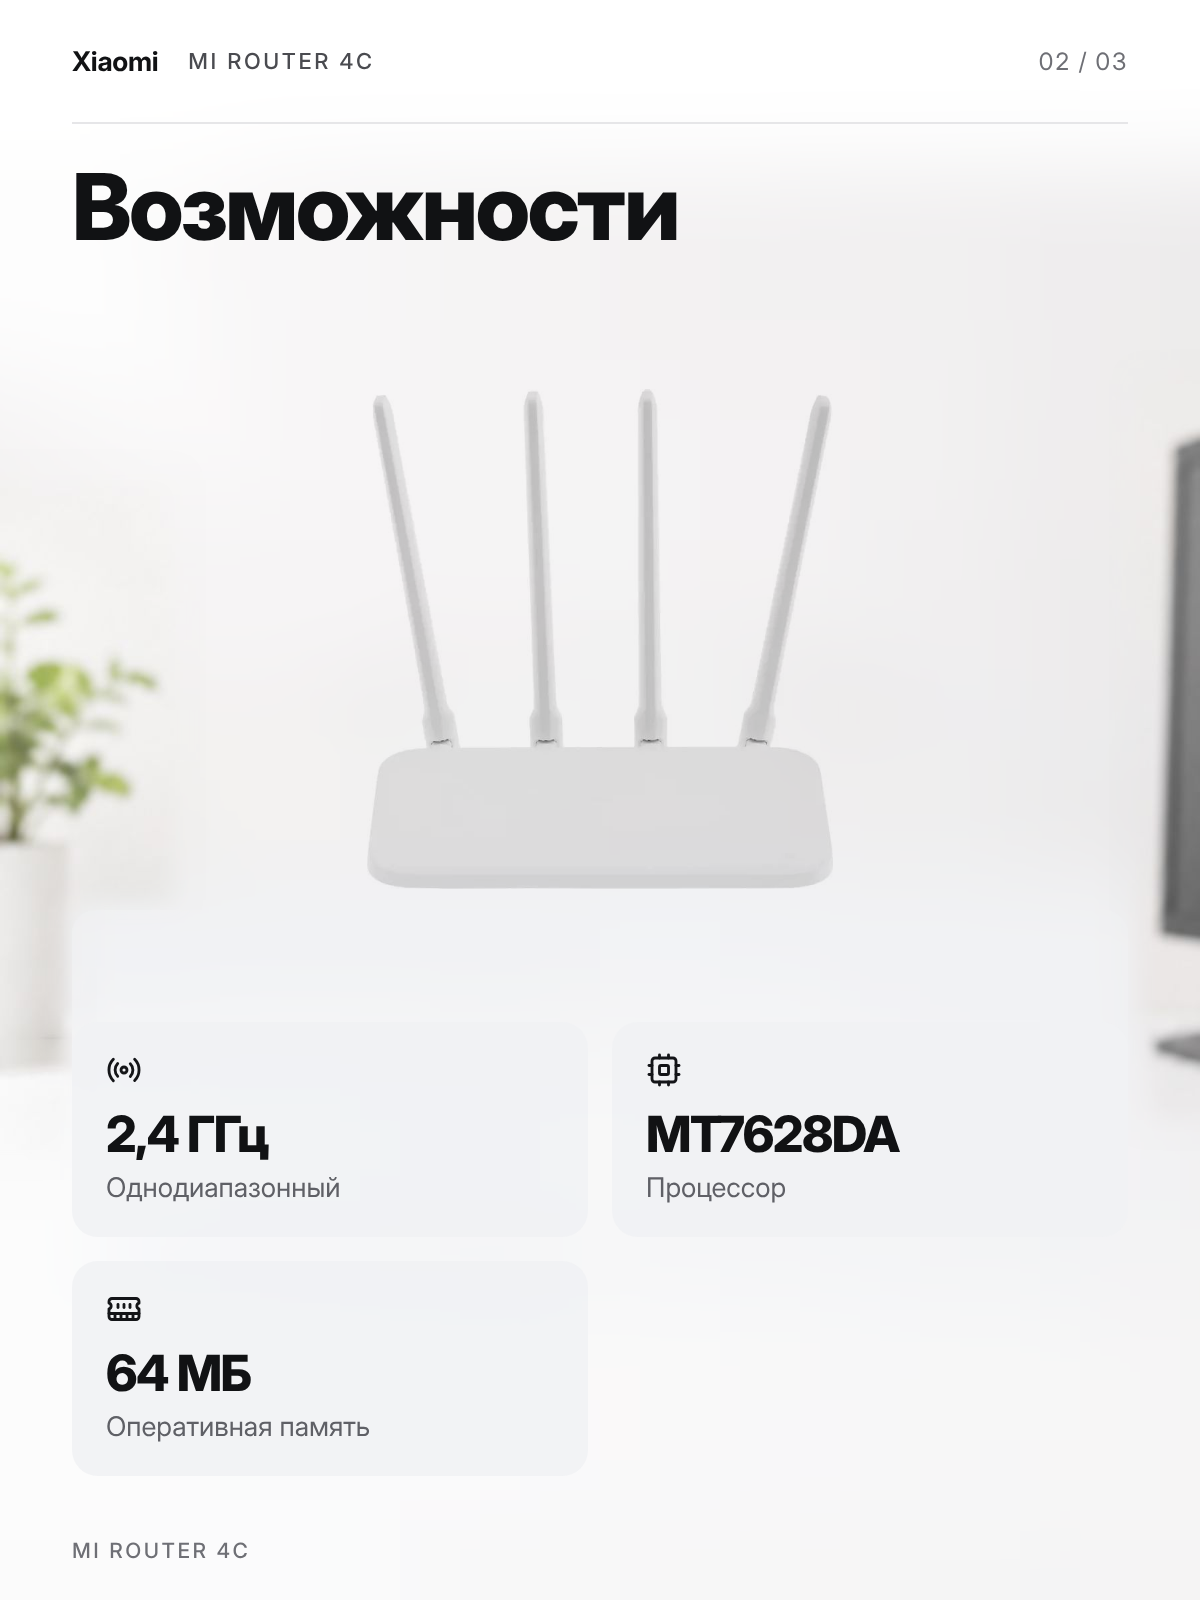 Xiaomi MI ROUTER 4C 02 / 03
Возможности
2,4 ГГц
Однодиапазонный
MT7628DA
Процессор
64 МБ
Оперативная память
MI ROUTER 4C